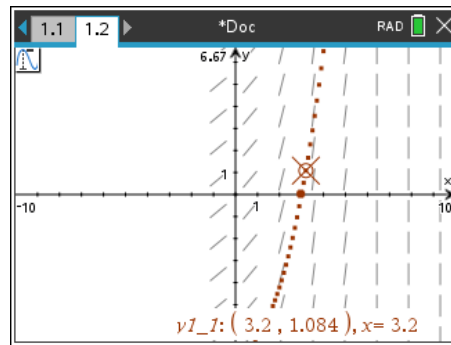 1.1 1.2 *Doc RAD
6.67 y
x
1
-10 1 10
y1_1: ( 3.2 , 1.084 ), x= 3.2